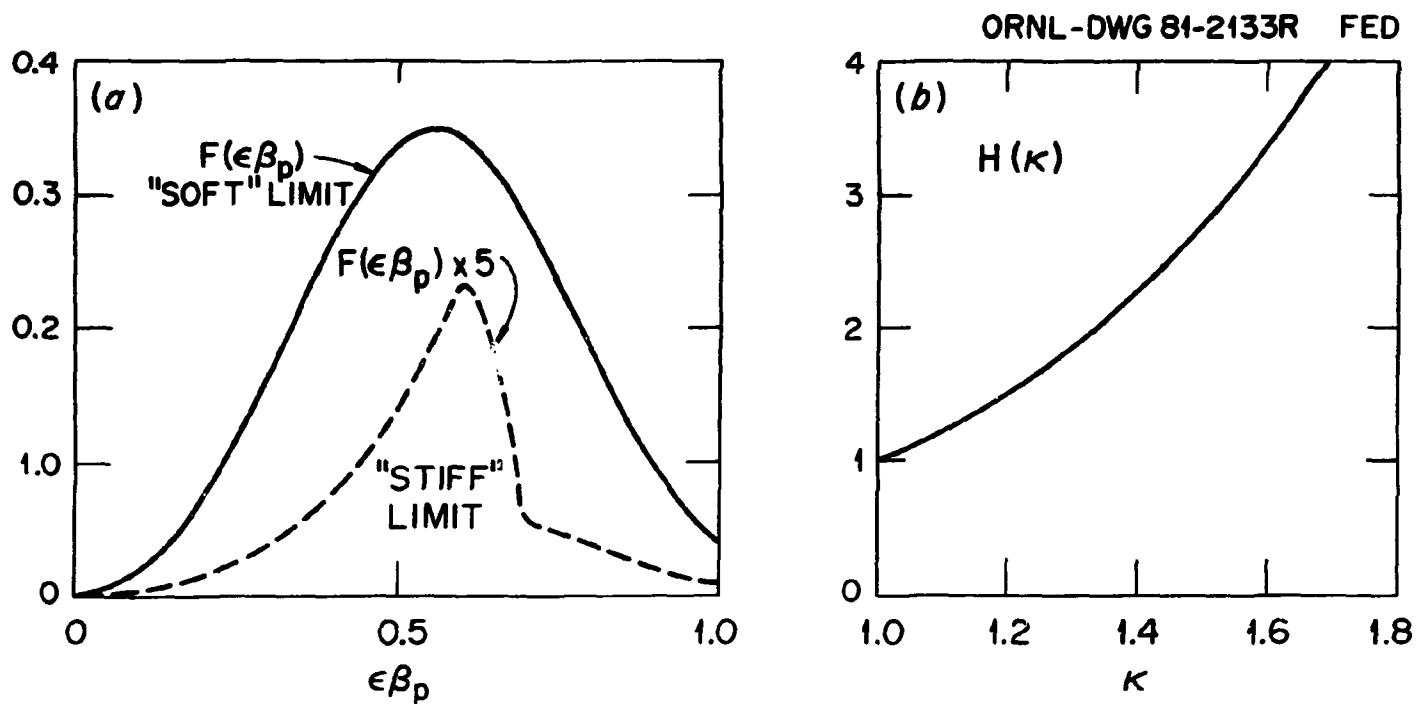 ORNL-DWG 81-2133R FED
0.4
0.3
0.2
1.0
0
(a)
F(ϵβp)
"SOFT" LIMIT
F(ϵβp) x 5
"STIFF"
LIMIT
0 0.5 1.0
ϵβp
4
3
2
1
0
(b)
H(κ)
1.0 1.2 1.4 1.6 1.8
κ